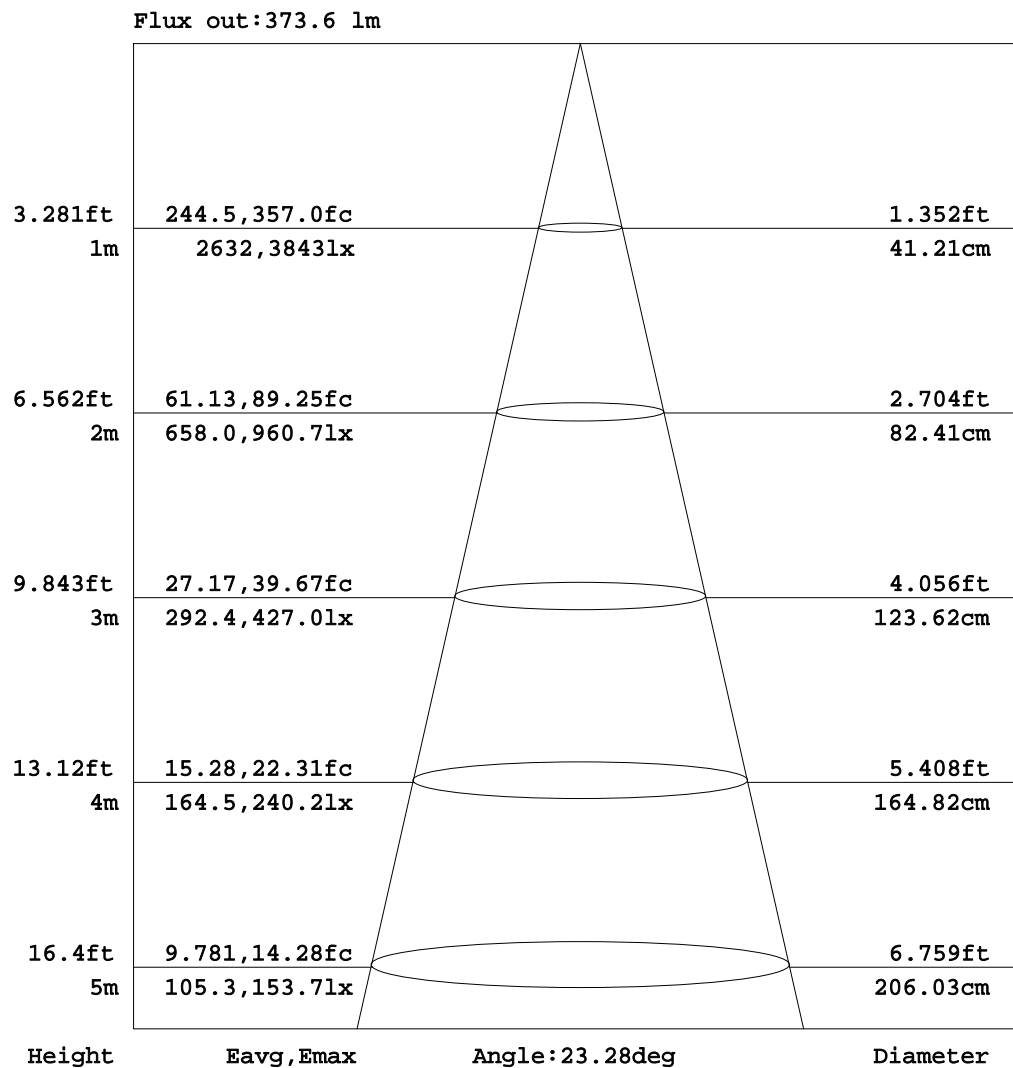 Flux out:373.6 lm
3.281ft 244.5,357.0fc 1.352ft
1m 2632,3843lx 41.21cm
6.562ft 61.13,89.25fc 2.704ft
2m 658.0,960.7lx 82.41cm
9.843ft 27.17,39.67fc 4.056ft
3m 292.4,427.0lx 123.62cm
13.12ft 15.28,22.31fc 5.408ft
4m 164.5,240.2lx 164.82cm
16.4ft 9.781,14.28fc 6.759ft
5m 105.3,153.7lx 206.03cm
Height Eavg,Emax Angle:23.28deg Diameter